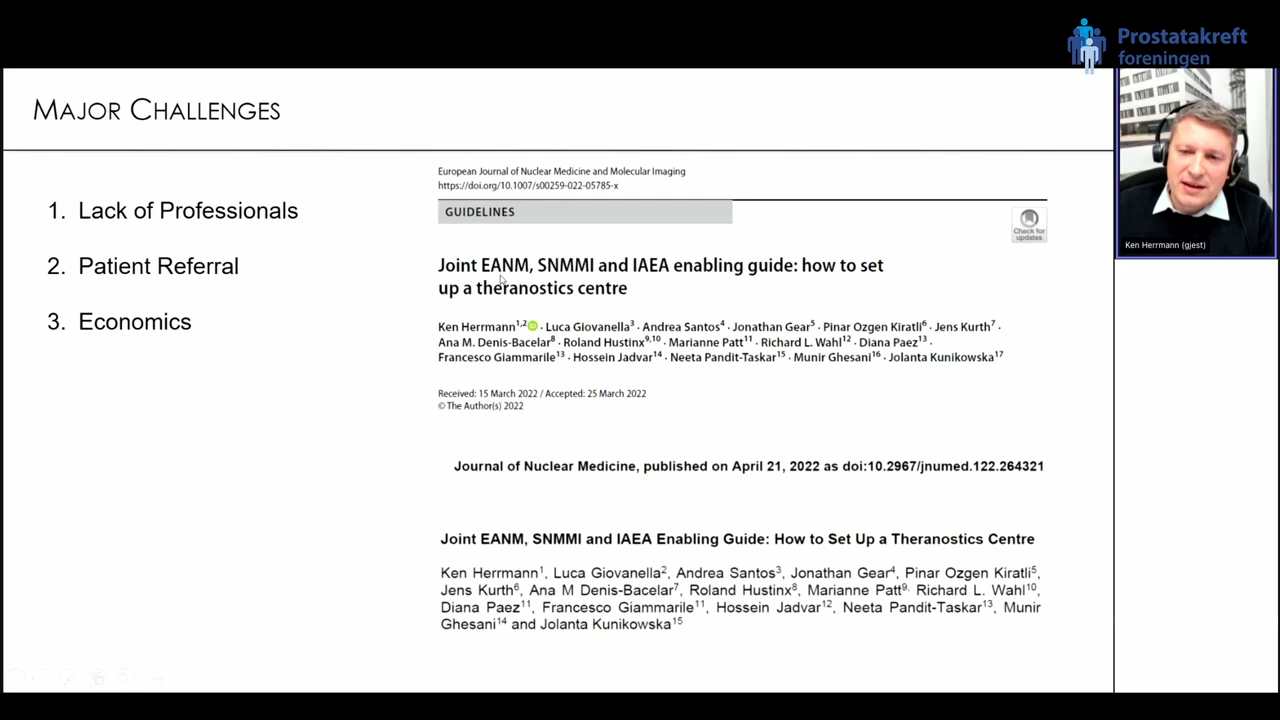 Prostatakreft
foreningen
MAJOR CHALLENGES
1. Lack of Professionals
2. Patient Referral
3. Economics
European Journal of Nuclear Medicine and Molecular Imaging
https://doi.org/10.1007/s00259-022-05785-x
GUIDELINES
Check for
updates
Joint EANM, SNMMI and IAEA enabling guide: how to set
up a theranostics centre
Ken Herrmann1,2 · Luca Giovanella3 · Andrea Santos4 · Jonathan Gear5 · Pinar Ozgen Kiratli6 · Jens Kurth7 ·
Ana M. Denis-Bacelar8 · Roland Hustinx9,10 · Marianne Patt11 · Richard L. Wahl12 · Diana Paez13 ·
Francesco Giammarile13 · Hossein Jadvar14 · Neeta Pandit-Taskar15 · Munir Ghesani16 · Jolanta Kunikowska17
Received: 15 March 2022 / Accepted: 25 March 2022
© The Author(s) 2022
Journal of Nuclear Medicine, published on April 21, 2022 as doi:10.2967/jnumed.122.264321
Joint EANM, SNMMI and IAEA Enabling Guide: How to Set Up a Theranostics Centre
Ken Herrmann1, Luca Giovanella2, Andrea Santos3, Jonathan Gear4, Pinar Ozgen Kiratli5,
Jens Kurth6, Ana M Denis-Bacelar7, Roland Hustinx8, Marianne Patt9, Richard L. Wahl10,
Diana Paez11, Francesco Giammarile11, Hossein Jadvar12, Neeta Pandit-Taskar13, Munir
Ghesani14 and Jolanta Kunikowska15
Ken Herrmann (gjest)